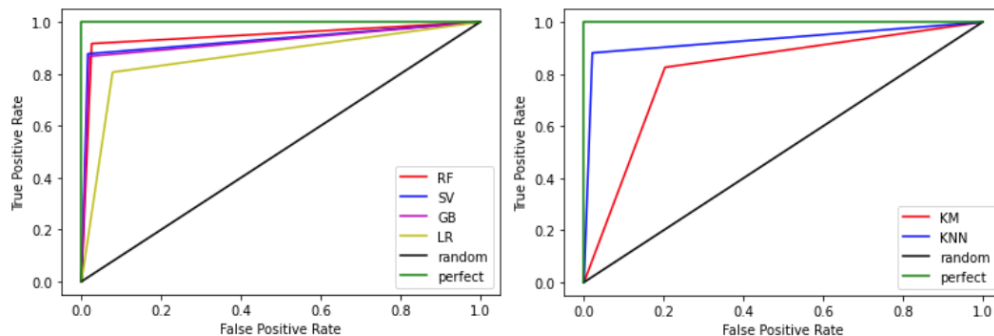 1.0
0.8
0.6
0.4
0.2
0.0
True Positive Rate
RF
SV
GB
LR
random
perfect
0.0 0.2 0.4 0.6 0.8 1.0
False Positive Rate
1.0
0.8
0.6
0.4
0.2
0.0
True Positive Rate
KM
KNN
random
perfect
0.0 0.2 0.4 0.6 0.8 1.0
False Positive Rate